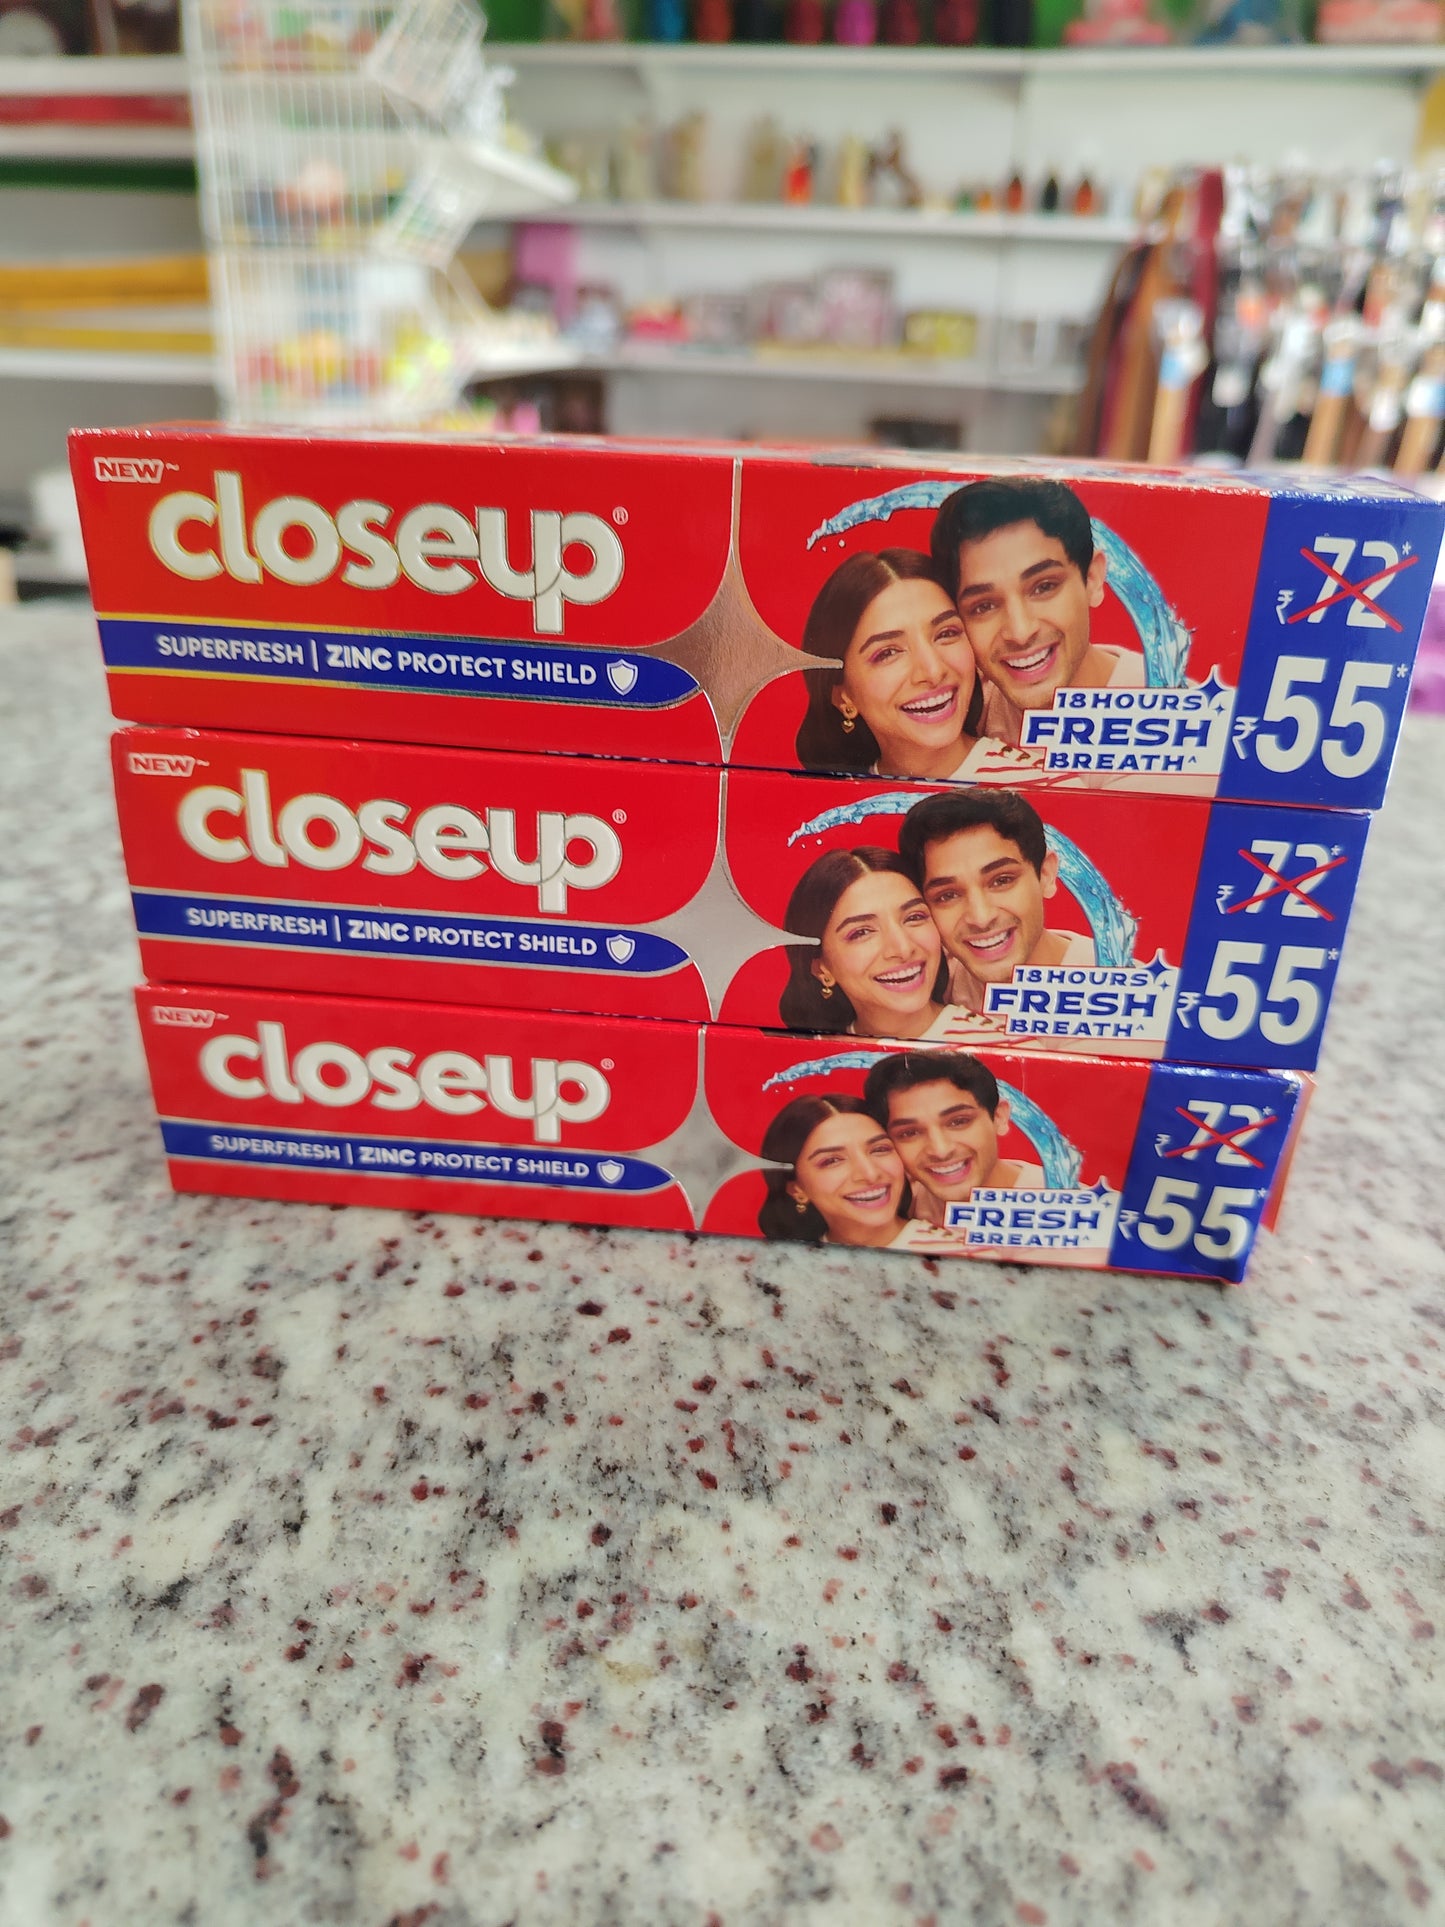 NEW~
closeup®
SUPERFRESH | ZINC PROTECT SHIELD
18 HOURS
FRESH
BREATH^
₹72*
₹55*
NEW~
closeup®
SUPERFRESH | ZINC PROTECT SHIELD
18 HOURS
FRESH
BREATH^
₹72*
₹55*
NEW~
closeup®
SUPERFRESH | ZINC PROTECT SHIELD
18 HOURS
FRESH
BREATH^
₹72*
₹55*